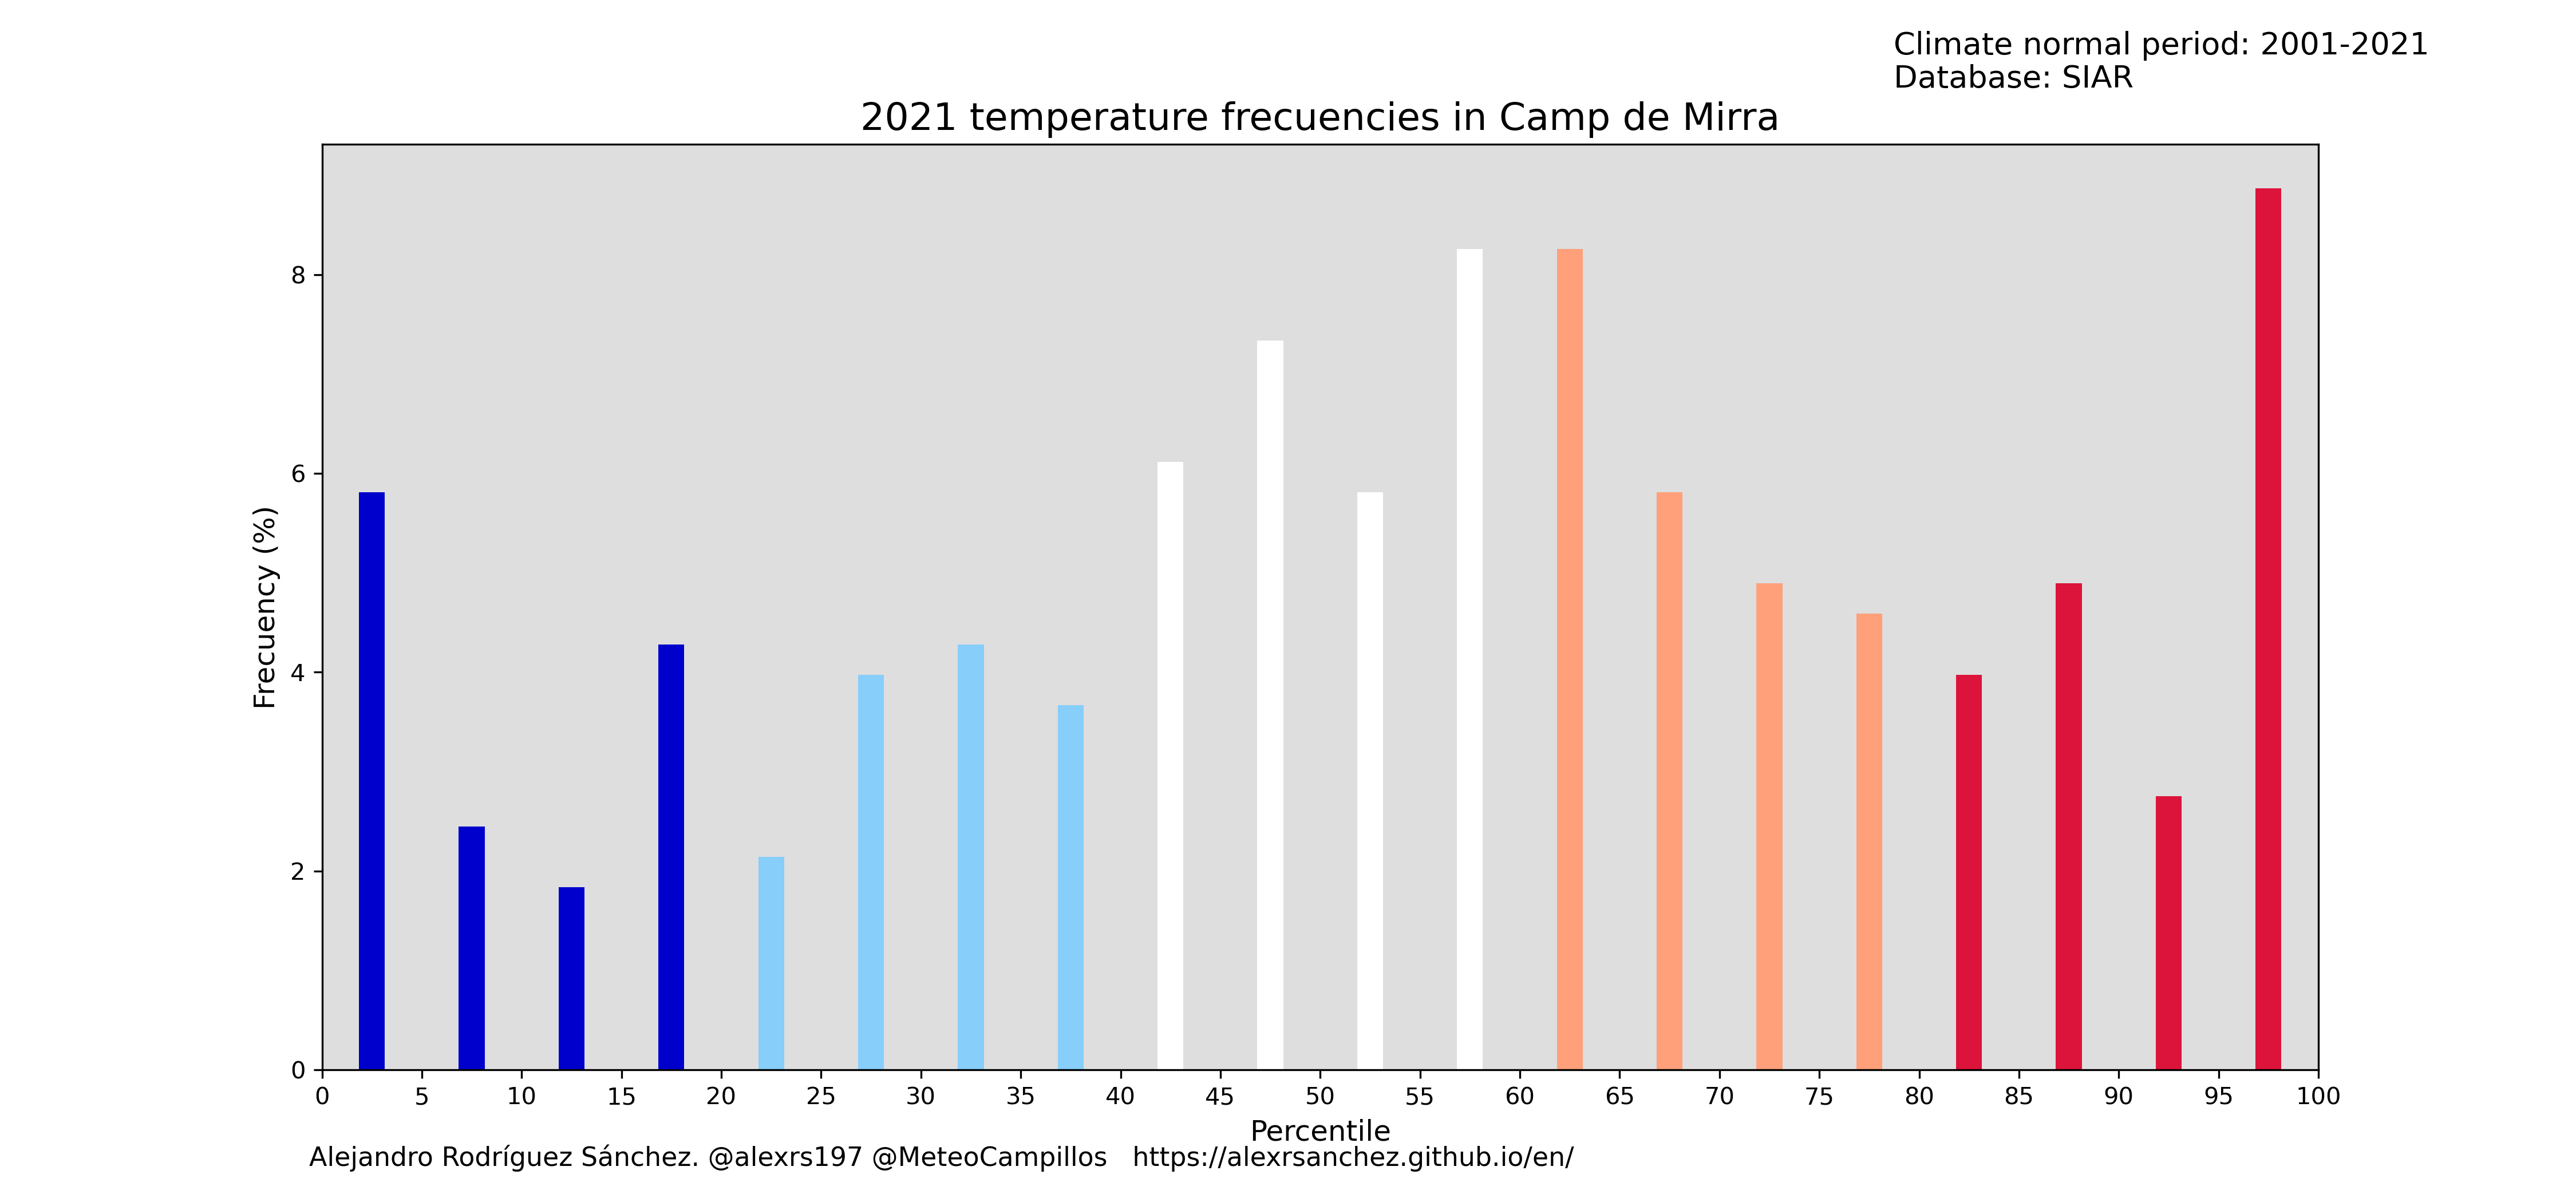 Climate normal period: 2001-2021
Database: SIAR
2021 temperature frecuencies in Camp de Mirra
8
6
4
2
0
Frecuency (%)
0 5 10 15 20 25 30 35 40 45 50 55 60 65 70 75 80 85 90 95 100
Percentile
Alejandro Rodríguez Sánchez. @alexrs197 @MeteoCampillos https://alexrsanchez.github.io/en/